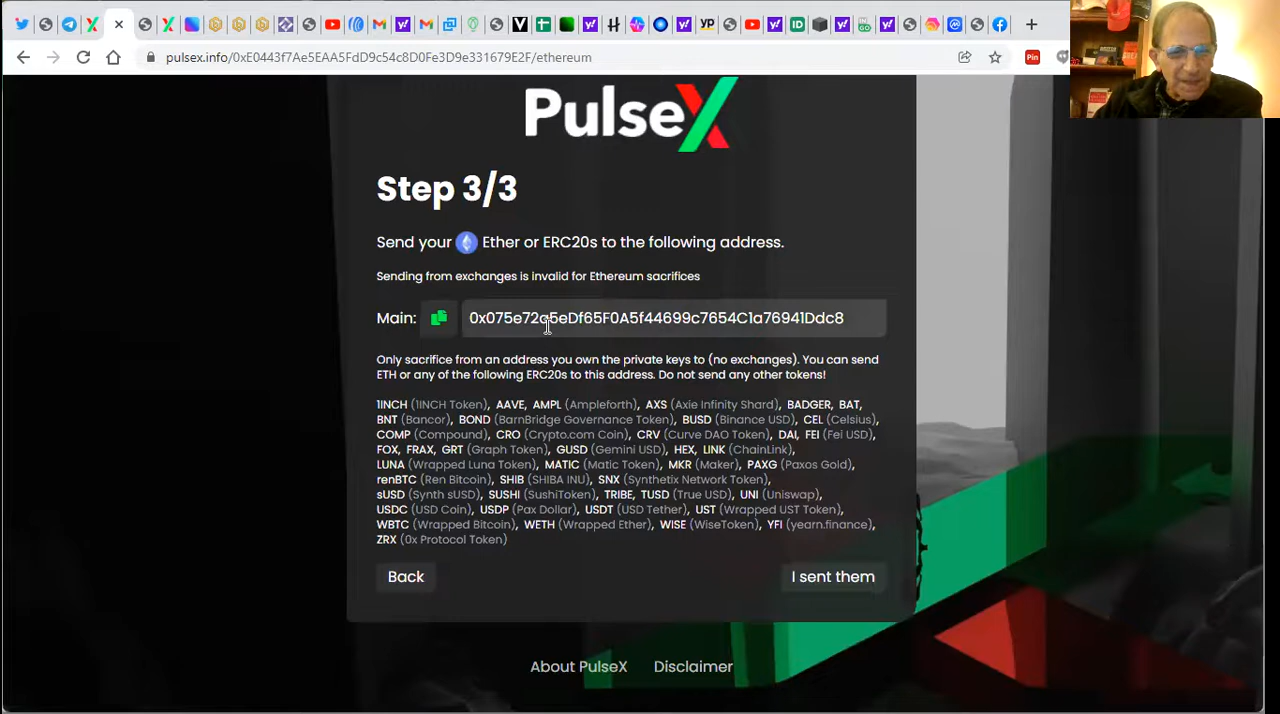 pulsex.info/0xE0443f7Ae5EAA5FdD9c54c8D0Fe3D9e331679E2F/ethereum
Pin
PulseX
Step 3/3
Send your Ether or ERC20s to the following address.
Sending from exchanges is invalid for Ethereum sacrifices
Main: 0x075e72a5eDf65F0A5f44699c7654C1a76941Ddc8
Only sacrifice from an address you own the private keys to (no exchanges). You can send
ETH or any of the following ERC20s to this address. Do not send any other tokens!
1INCH (1INCH Token), AAVE, AMPL (Ampleforth), AXS (Axie Infinity Shard), BADGER, BAT,
BNT (Bancor), BOND (BarnBridge Governance Token), BUSD (Binance USD), CEL (Celsius),
COMP (Compound), CRO (Crypto.com Coin), CRV (Curve DAO Token), DAI, FEI (Fei USD),
FOX, FRAX, GRT (Graph Token), GUSD (Gemini USD), HEX, LINK (ChainLink),
LUNA (Wrapped Luna Token), MATIC (Matic Token), MKR (Maker), PAXG (Paxos Gold),
renBTC (Ren Bitcoin), SHIB (SHIBA INU), SNX (Synthetix Network Token),
sUSD (Synth sUSD), SUSHI (SushiToken), TRIBE, TUSD (True USD), UNI (Uniswap),
USDC (USD Coin), USDP (Pax Dollar), USDT (USD Tether), UST (Wrapped UST Token),
WBTC (Wrapped Bitcoin), WETH (Wrapped Ether), WISE (WiseToken), YFI (yearn.finance),
ZRX (0x Protocol Token)
Back
I sent them
About PulseX
Disclaimer